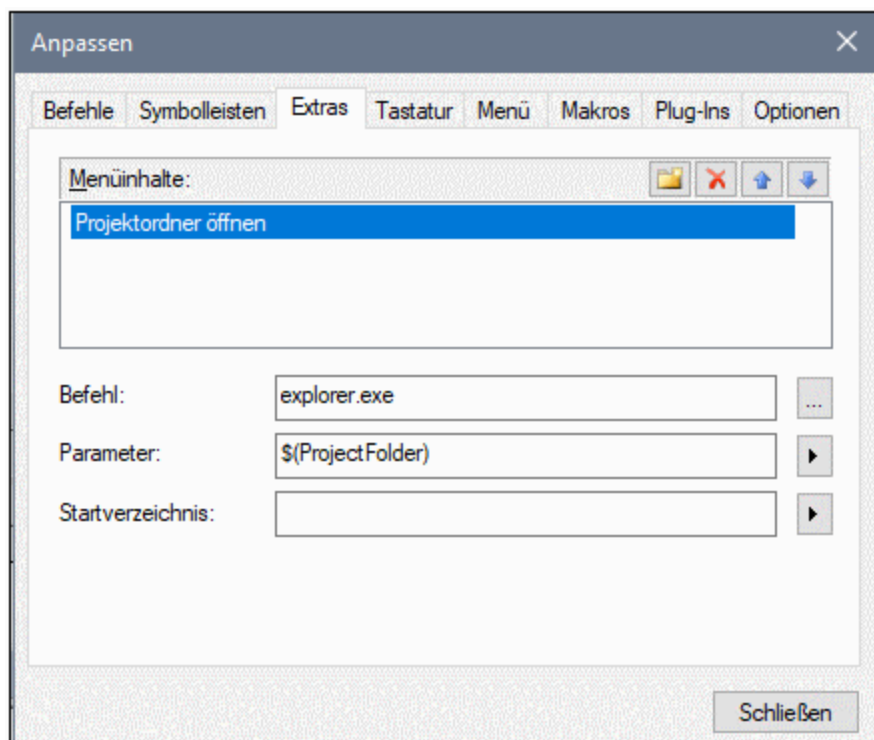 Anpassen
Befehle Symbolleisten Extras Tastatur Menü Makros Plug-Ins Optionen
Menüinhalte:
Projektordner öffnen
Befehl: explorer.exe ...
Parameter: $(ProjectFolder)
Startverzeichnis:
Schließen